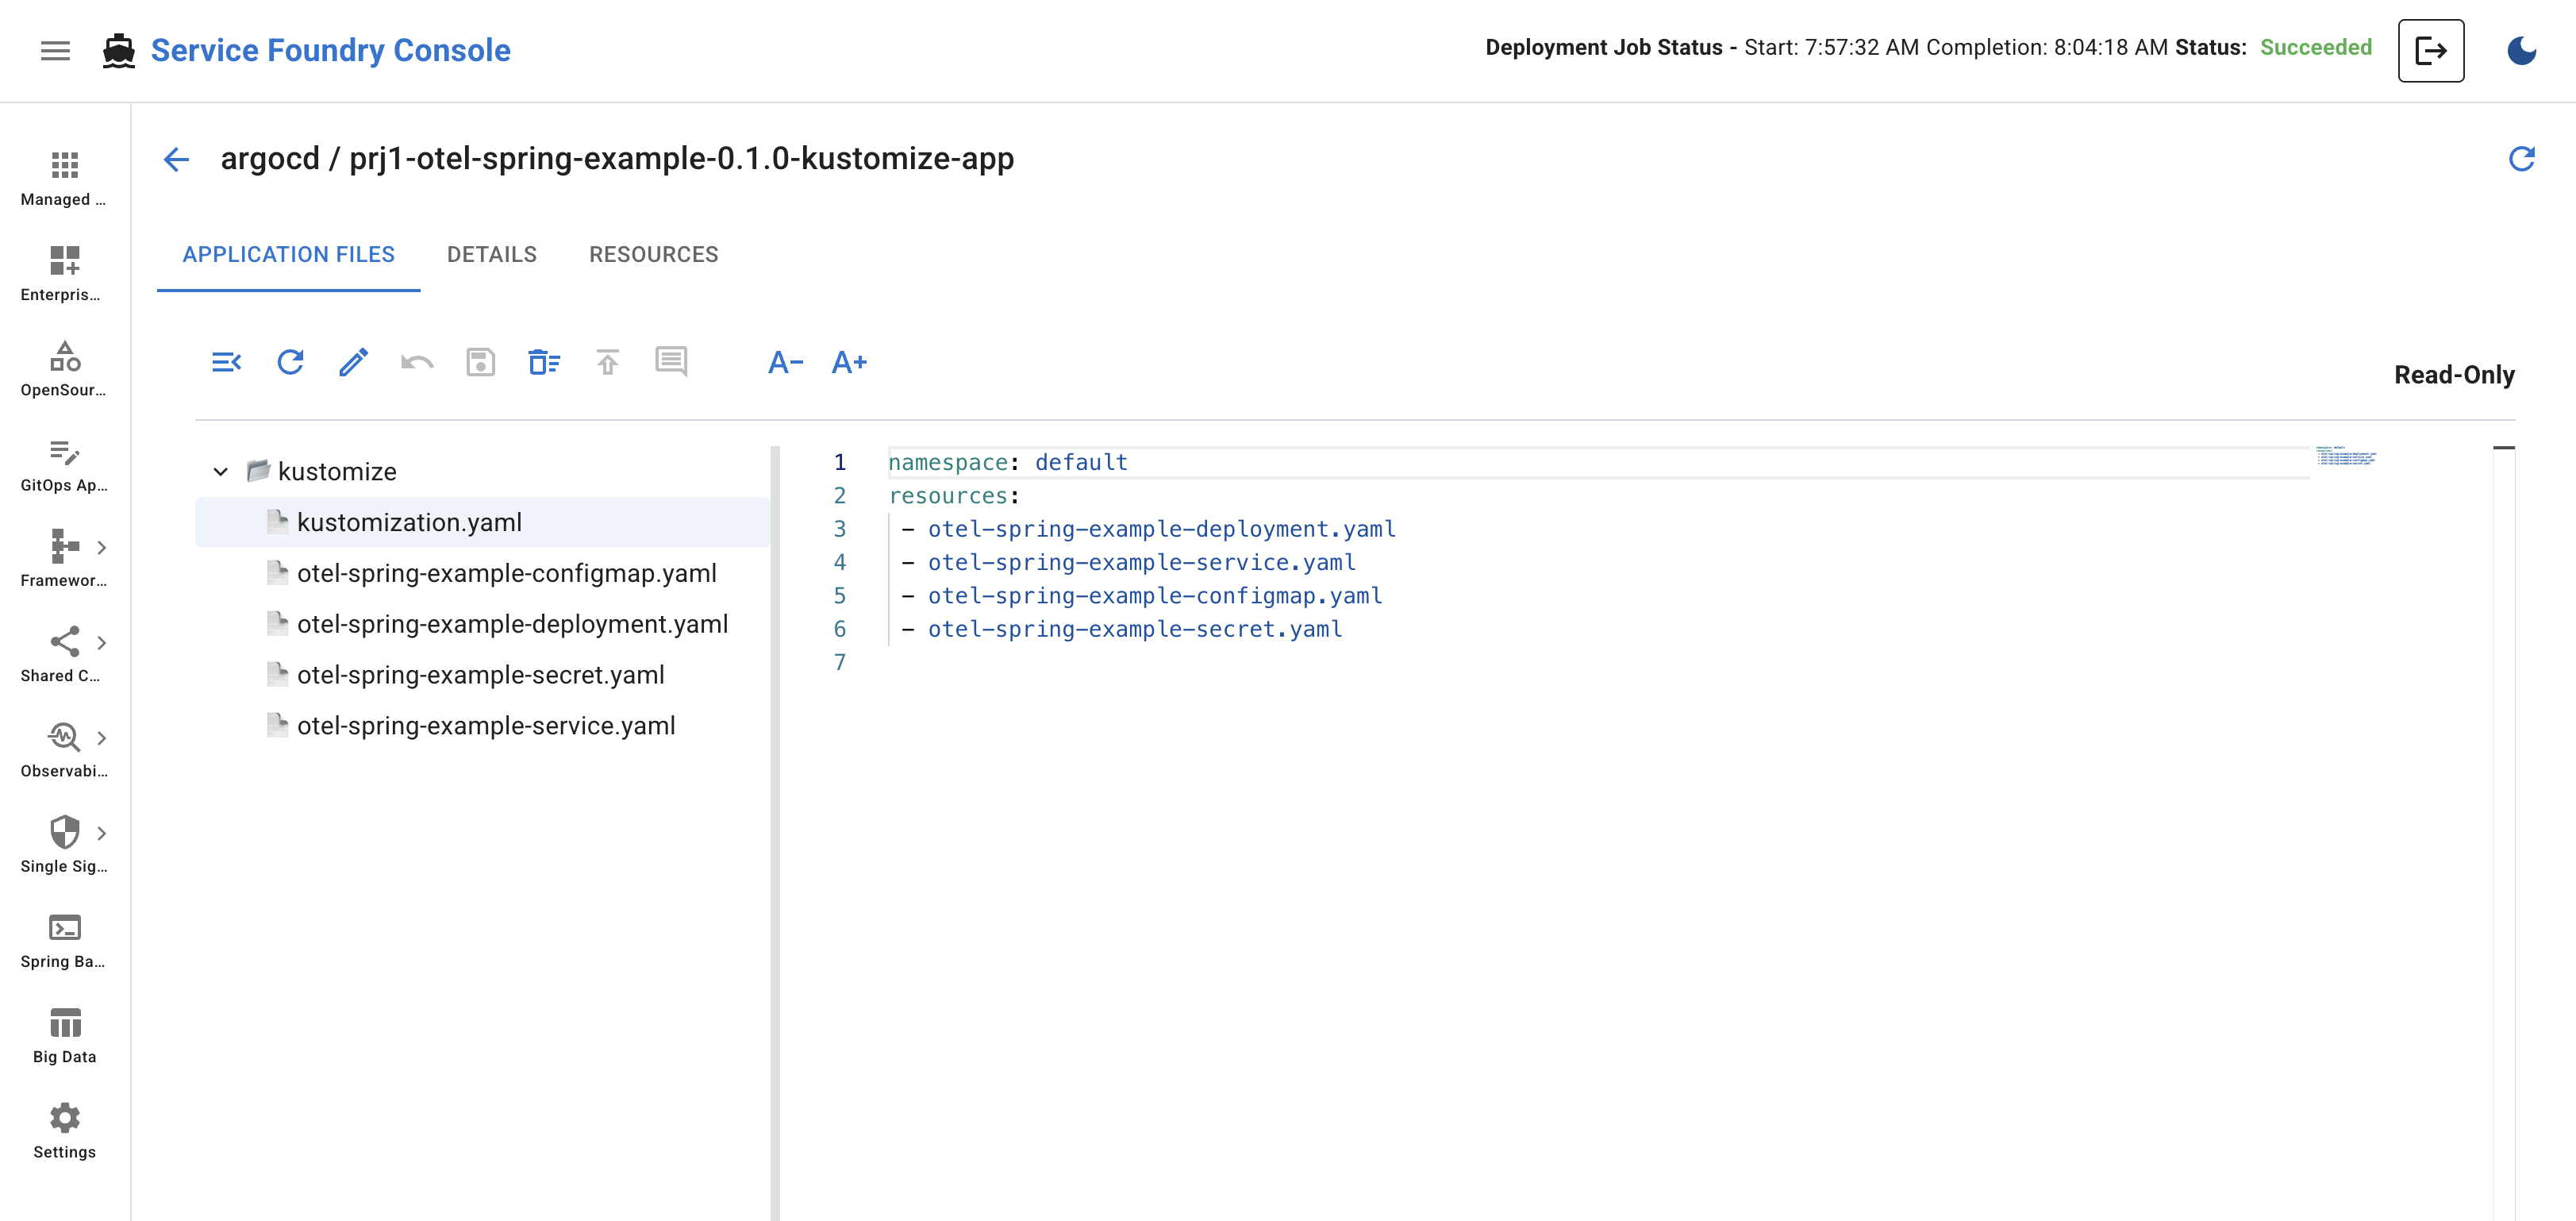 Service Foundry Console
Deployment Job Status - Start: 7:57:32 AM Completion: 8:04:18 AM Status: Succeeded
argocd / prj1-otel-spring-example-0.1.0-kustomize-app
APPLICATION FILES DETAILS RESOURCES
A− A+
Read-Only
Managed ...
Enterpris...
OpenSour...
GitOps Ap...
Framewor...
Shared C...
Observabi...
Single Sig...
Spring Ba...
Big Data
Settings
kustomize
kustomization.yaml
otel-spring-example-configmap.yaml
otel-spring-example-deployment.yaml
otel-spring-example-secret.yaml
otel-spring-example-service.yaml
1 namespace: default
2 resources:
3 - otel-spring-example-deployment.yaml
4 - otel-spring-example-service.yaml
5 - otel-spring-example-configmap.yaml
6 - otel-spring-example-secret.yaml
7